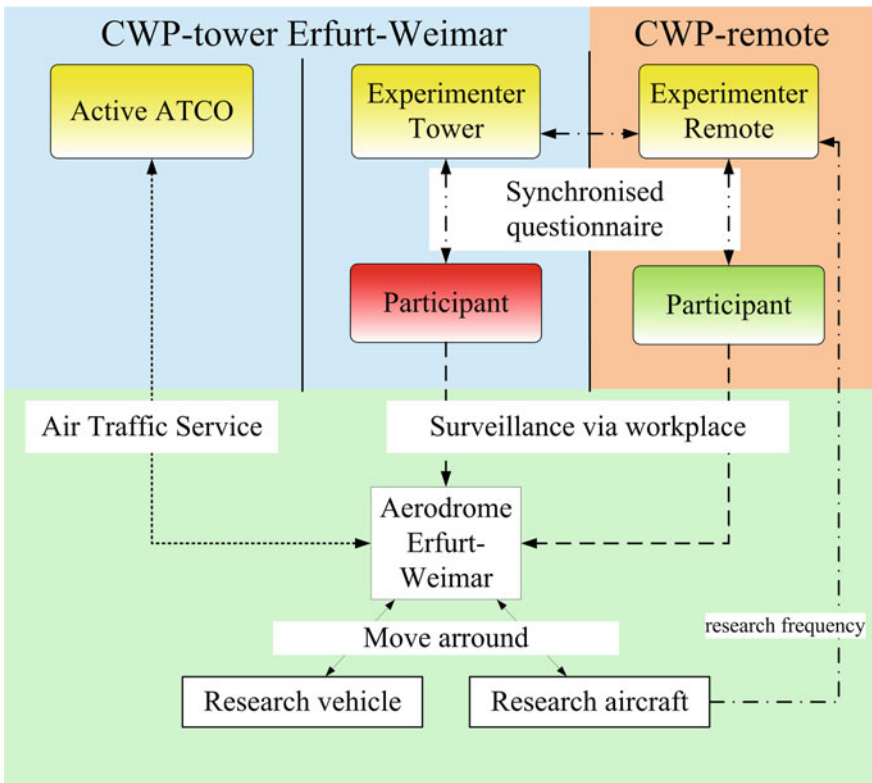 CWP-tower Erfurt-Weimar
CWP-remote
Active ATCO
Experimenter
Tower
Experimenter
Remote
Synchronised
questionnaire
Participant
Participant
Air Traffic Service
Surveillance via workplace
Aerodrome
Erfurt-
Weimar
research frequency
Move arround
Research vehicle
Research aircraft